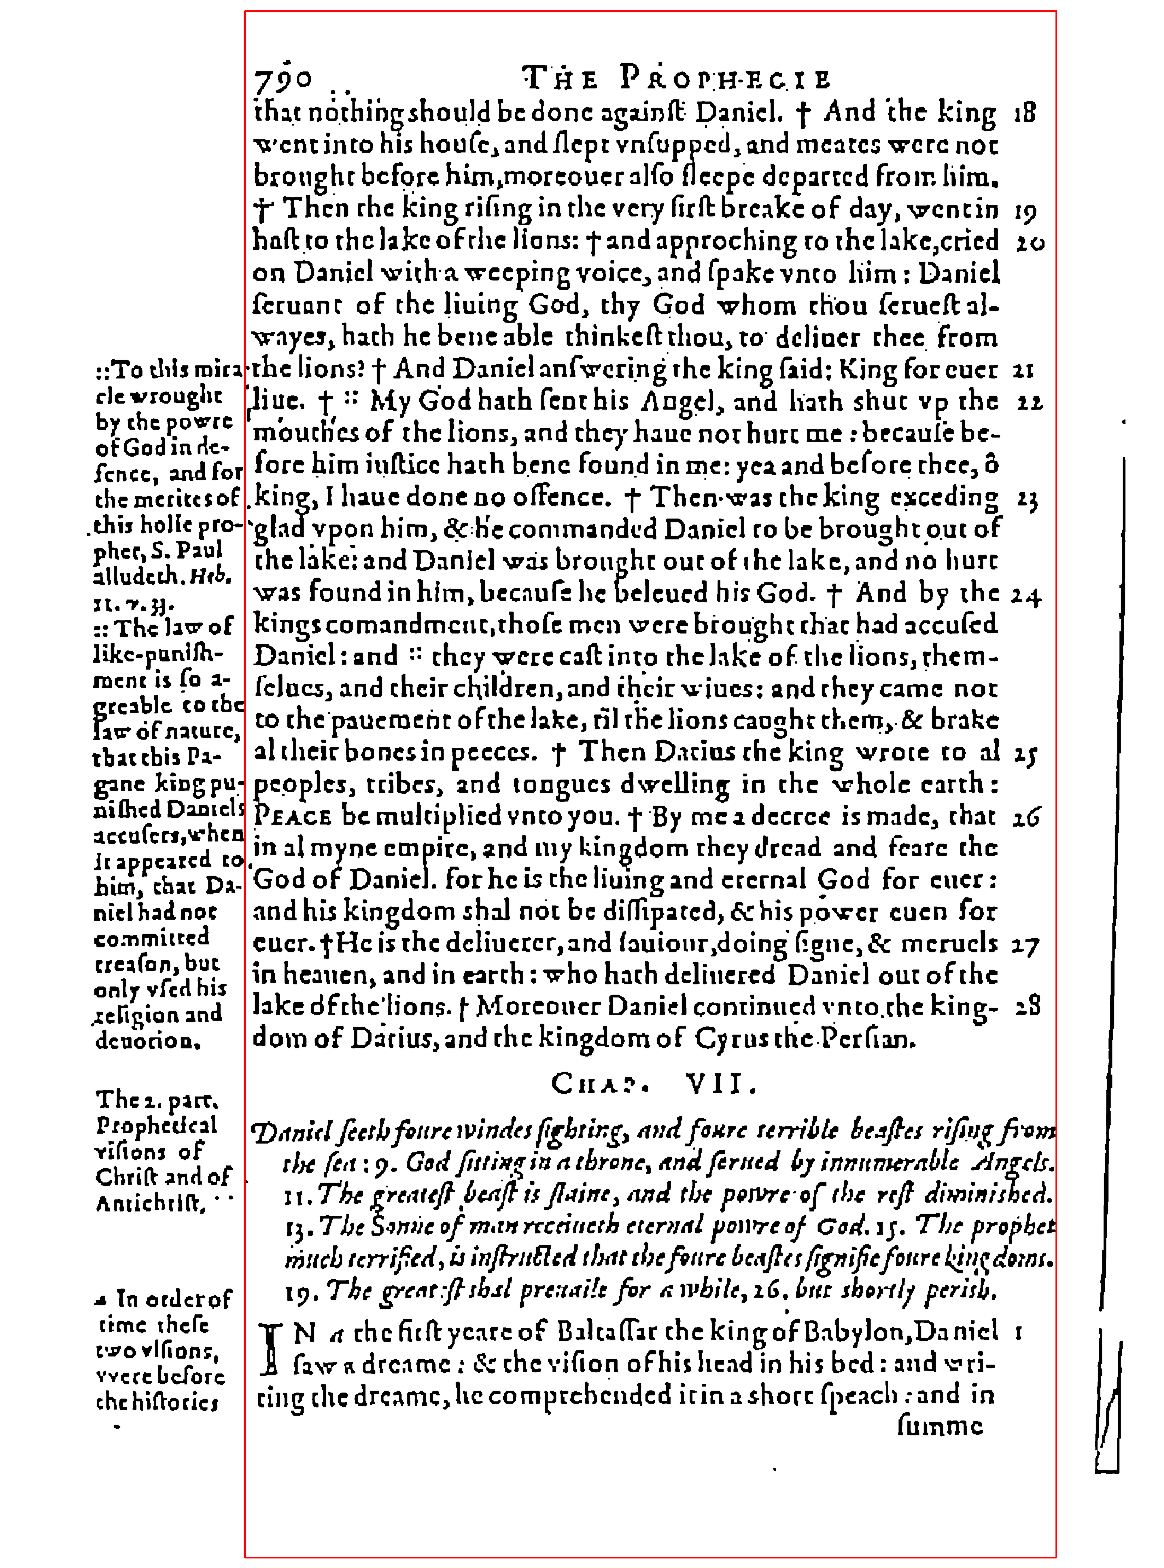 790 THE PROPHECIE
that nothing should be done againſt Daniel. † And the king 18
went into his houſe, and ſlept vnſupped, and meates were not
brought before him, moreouer alſo ſleepe departed from him.
† Then the king riſing in the very firſt breake of day, went in 19
haſt to the lake of the lions: † and approching to the lake, cried 20
on Daniel with a weeping voice, and ſpake vnto him: Daniel
ſeruant of the liuing God, thy God whom thou ſerueſt al-
wayes, hath he bene able thinkeſt thou, to deliuer thee from
the lions? † And Daniel anſwering the king ſaid: King for euer 21
liue. † :: My God hath ſent his Angel, and hath shut vp the 22
mouthes of the lions, and they haue not hurt me: becauſe be-
fore him iuſtice hath bene found in me: yea and before thee, ô
king, I haue done no offence. † Then was the king exceding 23
glad vpon him, & he commanded Daniel to be brought out of
the lake: and Daniel was brought out of the lake, and no hurt
was found in him, becauſe he beleued his God. † And by the 24
kings comandment, thoſe men were brought that had accuſed
Daniel: and :: they were caſt into the lake of the lions, them-
ſelues, and their children, and their wiues: and they came not
to the pauement of the lake, til the lions caught them, & brake
al their bones in peeces. † Then Darius the king wrote to al 25
peoples, tribes, and tongues dwelling in the whole earth:
PEACE be multiplied vnto you. † By me a decree is made, that 26
in al myne empire, and my kingdom they dread and feare the
God of Daniel. for he is the liuing and eternal God for euer:
and his kingdom shal not be diſſipated, & his power euen for
euer. † He is the deliuerer, and ſauiour, doing ſigne, & meruels 27
in heauen, and in earth: who hath deliuered Daniel out of the
lake of the lions. † Moreouer Daniel continued vnto the king- 28
dom of Darius, and the kingdom of Cyrus the Perſian.
::To this mira
cle wrought
by the powre
of God in de-
fence, and for
the merites of
this holie pro-
phet, S. Paul
alludeth. Heb.
11. v. 33.
:: The law of
like-puniſh-
ment is ſo a-
greable to the
law of nature,
that this Pa-
gane king pu-
niſhed Daniels
accuſers, when
it appeared to
him, that Da-
niel had not
committed
treaſon, but
only vſed his
religion and
deuotion.
CHAP. VII.
Daniel ſeeth foure windes fighting, and foure terrible beaſtes riſing from
the ſea: 9. God ſitting in a throne, and ſerued by innumerable Angels.
11. The greateſt beaſt is ſlaine, and the powre of the reſt diminished.
13. The Sonne of man receiueth eternal powre of God. 15. The prophet
much terrified, is inſtructed that the foure beaſtes ſignifie foure kingdoms.
19. The greateſt shal preuaile for a while, 26. but shortly perish.
The 2. part.
Prophetical
viſions of
Chriſt and of
Antichriſt.
IN a the firſt yeare of Baltaſſar the king of Babylon, Daniel 1
ſaw a dreame: & the viſion of his head in his bed: and wri-
ting the dreame, he comprehended it in a short ſpeach: and in
ſumme
a In order of
time theſe
two viſions,
vvere before
the hiſtories